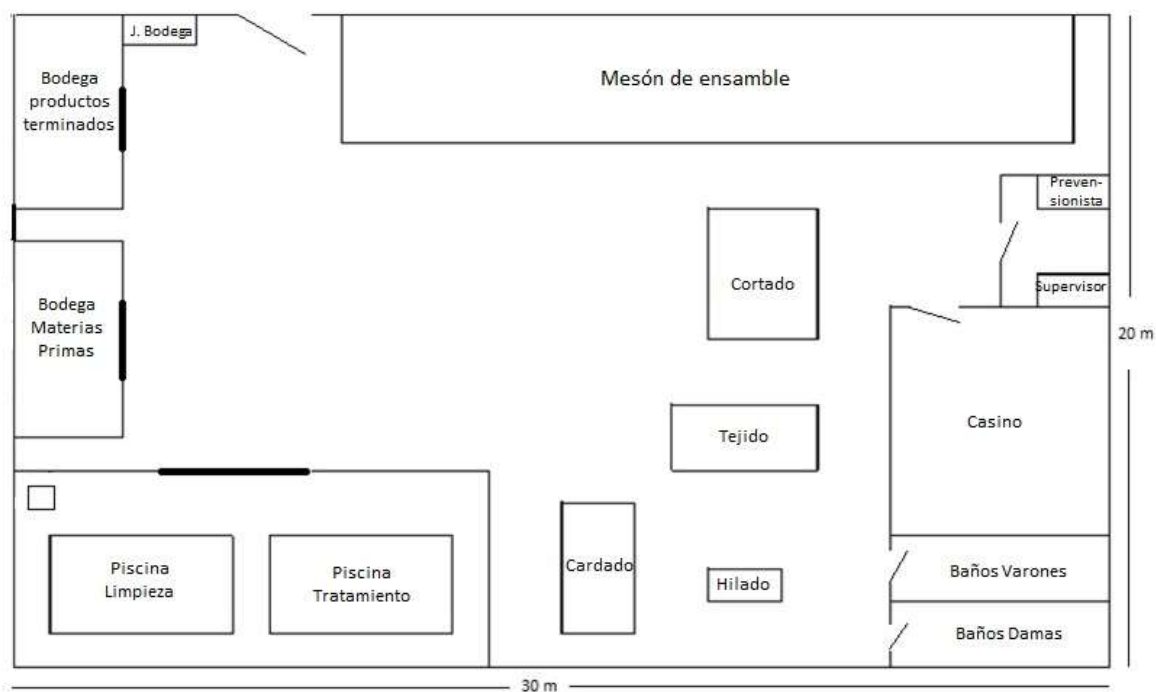 J. Bodega
Bodega
productos
terminados
Mesón de ensamble
Preven-
sionista
Cortado
Supervisor
Bodega
Materias
Primas
20 m
Casino
Tejido
Piscina
Limpieza
Piscina
Tratamiento
Cardado
Hilado
Baños Varones
Baños Damas
30 m